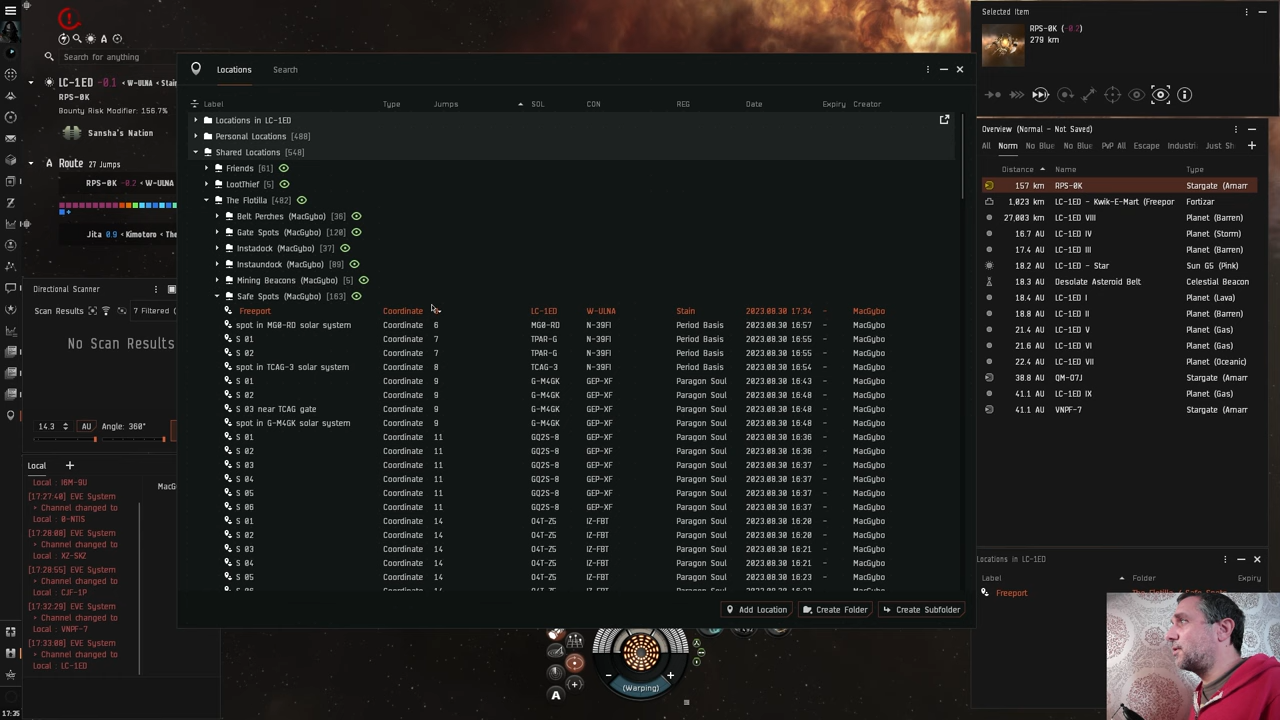 Search for anything
LC-1ED -0.1 < W-ULNA < Stain
RPS-0K
Bounty Risk Modifier: 156.7%
Sansha's Nation
Route 27 Jumps
RPS-0K -0.2 < W-ULNA
Jita 0.9 < Kimotoro < The
Directional Scanner
Scan Results
7 Filtered
No Scan Results
14.3 AU Angle: 360°
Local
MacGybo
Local : J6M-9U
[17:27:40] EVE System
> Channel changed to
Local : 0-NTIS
[17:28:08] EVE System
> Channel changed to
Local : XZ-SKZ
[17:28:55] EVE System
> Channel changed to
Local : CJF-1P
[17:32:29] EVE System
> Channel changed to
Local : VNPF-7
[17:33:08] EVE System
> Channel changed to
Local : LC-1ED
17:35
Locations Search
Label Type Jumps SOL CON REG Date Expiry Creator
Locations in LC-1ED
Personal Locations [488]
Shared Locations [548]
Friends [61]
LootThief [5]
The Flotilla [482]
Belt Perches (MacGybo) [36]
Gate Spots (MacGybo) [128]
Instadock (MacGybo) [37]
Instaundock (MacGybo) [89]
Mining Beacons (MacGybo) [5]
Safe Spots (MacGybo) [163]
Freeport Coordinate LC-1ED W-ULNA Stain 2023.08.30 17:34 - MacGybo
spot in MG0-RD solar system Coordinate 6 MG0-RD N-39FI Period Basis 2023.08.30 16:57 - MacGybo
S 01 Coordinate 7 TPAR-G N-39FI Period Basis 2023.08.30 16:55 - MacGybo
S 02 Coordinate 7 TPAR-G N-39FI Period Basis 2023.08.30 16:55 - MacGybo
spot in TCAG-3 solar system Coordinate 8 TCAG-3 N-39FI Period Basis 2023.08.30 16:54 - MacGybo
S 01 Coordinate 9 G-M4GK GEP-XF Paragon Soul 2023.08.30 16:43 - MacGybo
S 02 Coordinate 9 G-M4GK GEP-XF Paragon Soul 2023.08.30 16:48 - MacGybo
S 03 near TCAG gate Coordinate 9 G-M4GK GEP-XF Paragon Soul 2023.08.30 16:48 - MacGybo
spot in G-M4GK solar system Coordinate 9 G-M4GK GEP-XF Paragon Soul 2023.08.30 16:48 - MacGybo
S 01 Coordinate 11 GQ2S-8 GEP-XF Paragon Soul 2023.08.30 16:36 - MacGybo
S 02 Coordinate 11 GQ2S-8 GEP-XF Paragon Soul 2023.08.30 16:36 - MacGybo
S 03 Coordinate 11 GQ2S-8 GEP-XF Paragon Soul 2023.08.30 16:37 - MacGybo
S 04 Coordinate 11 GQ2S-8 GEP-XF Paragon Soul 2023.08.30 16:37 - MacGybo
S 05 Coordinate 11 GQ2S-8 GEP-XF Paragon Soul 2023.08.30 16:37 - MacGybo
S 06 Coordinate 11 GQ2S-8 GEP-XF Paragon Soul 2023.08.30 16:37 - MacGybo
S 01 Coordinate 14 O4T-Z5 IZ-FBT Paragon Soul 2023.08.30 16:20 - MacGybo
S 02 Coordinate 14 O4T-Z5 IZ-FBT Paragon Soul 2023.08.30 16:20 - MacGybo
S 03 Coordinate 14 O4T-Z5 IZ-FBT Paragon Soul 2023.08.30 16:21 - MacGybo
S 04 Coordinate 14 O4T-Z5 IZ-FBT Paragon Soul 2023.08.30 16:21 - MacGybo
S 05 Coordinate 14 O4T-Z5 IZ-FBT Paragon Soul 2023.08.30 16:23 - MacGybo
Add Location Create Folder Create Subfolder
(Warping)
A
Selected Item
RPS-0K (-0.2)
279 km
Overview (Normal - Not Saved)
All Norm No Blue No Blue PvP All Escape Industri Just Sh
Distance Name Type
157 km RPS-0K Stargate (Amarr
1,023 km LC-1ED - Kwik-E-Mart (Freepor Fortizar
27,003 km LC-1ED VIII Planet (Barren)
16.7 AU LC-1ED IV Planet (Storm)
17.4 AU LC-1ED III Planet (Barren)
18.2 AU LC-1ED - Star Sun G5 (Pink)
18.3 AU Desolate Asteroid Belt Celestial Beacon
18.4 AU LC-1ED I Planet (Lava)
18.8 AU LC-1ED II Planet (Barren)
21.4 AU LC-1ED V Planet (Gas)
21.6 AU LC-1ED VI Planet (Gas)
22.4 AU LC-1ED VII Planet (Oceanic)
38.8 AU QM-O7J Stargate (Amarr
41.1 AU LC-1ED IX Planet (Gas)
41.1 AU VNPF-7 Stargate (Amarr
Locations in LC-1ED
Label Folder Expiry
Freeport